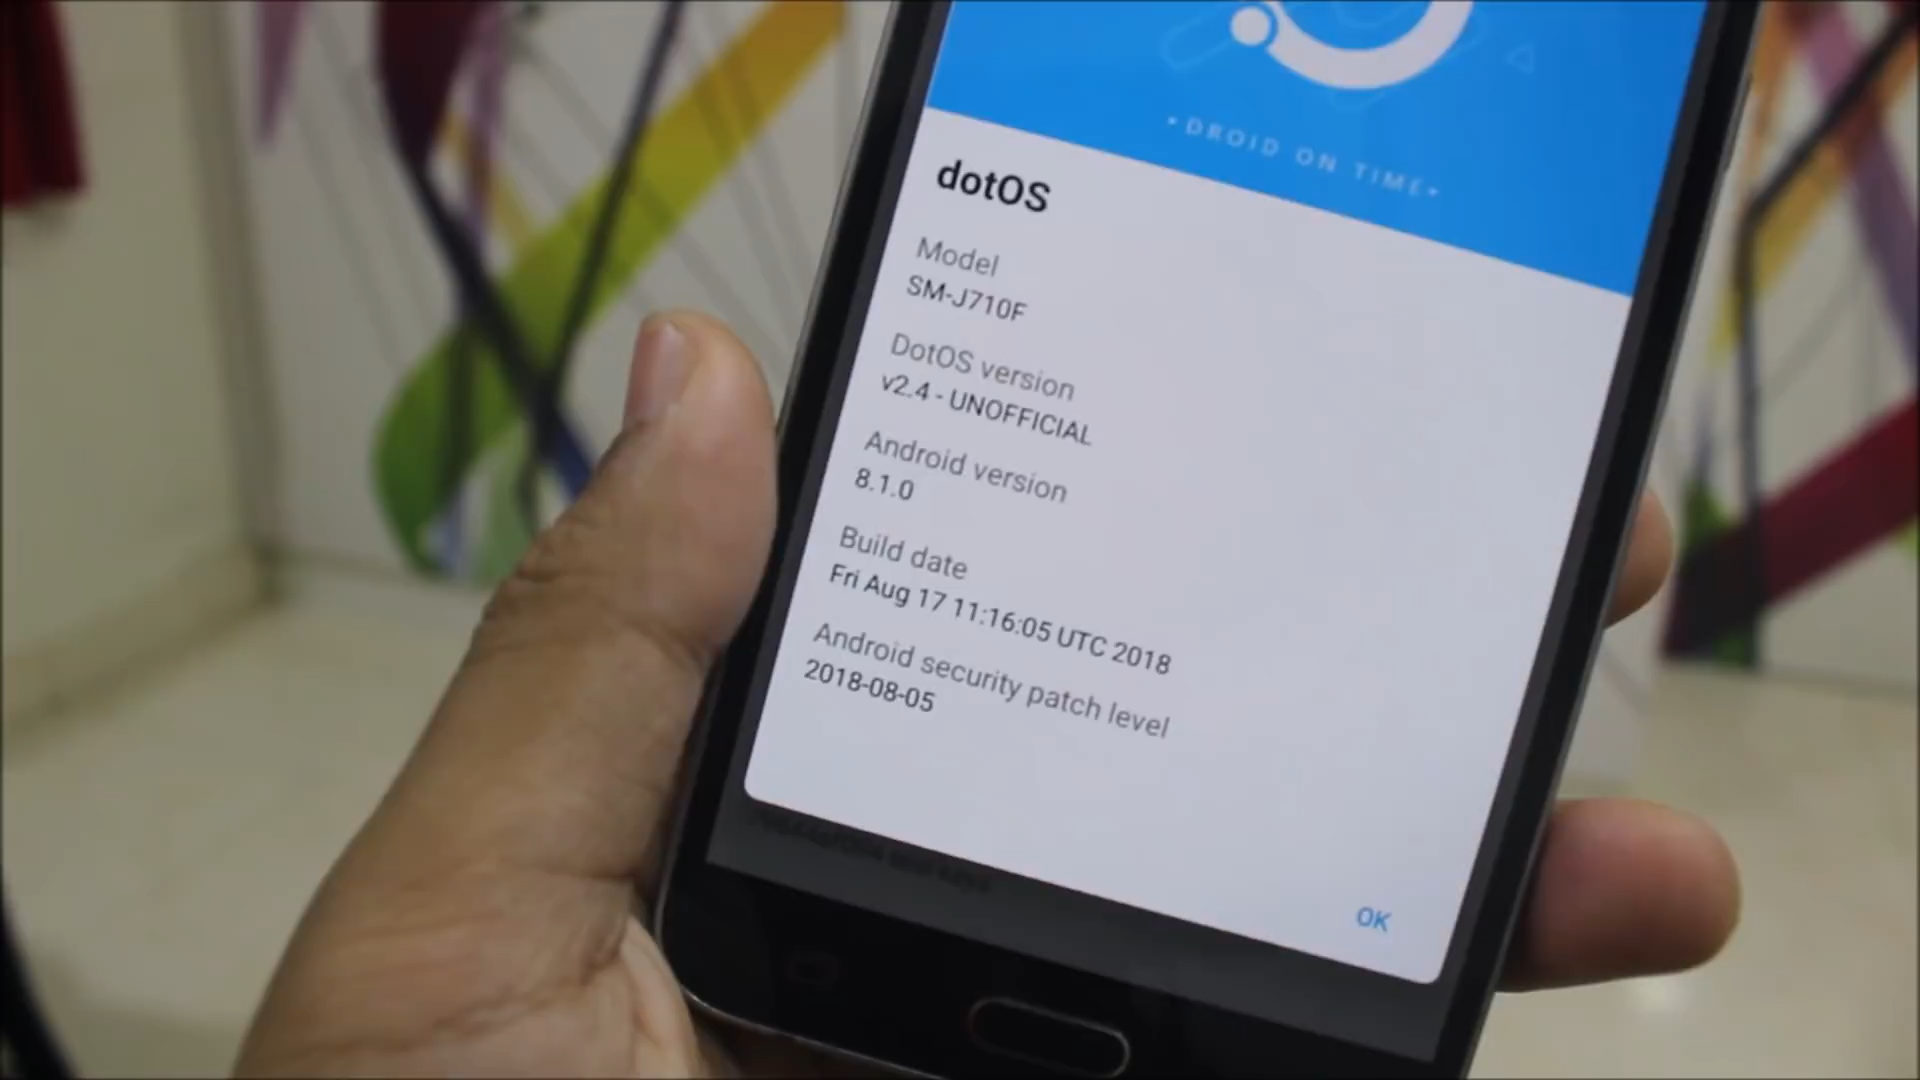 • DROID ON TIME •
dotOS
Model
SM-J710F
DotOS version
v2.4 - UNOFFICIAL
Android version
8.1.0
Build date
Fri Aug 17 11:16:05 UTC 2018
Android security patch level
2018-08-05
OK